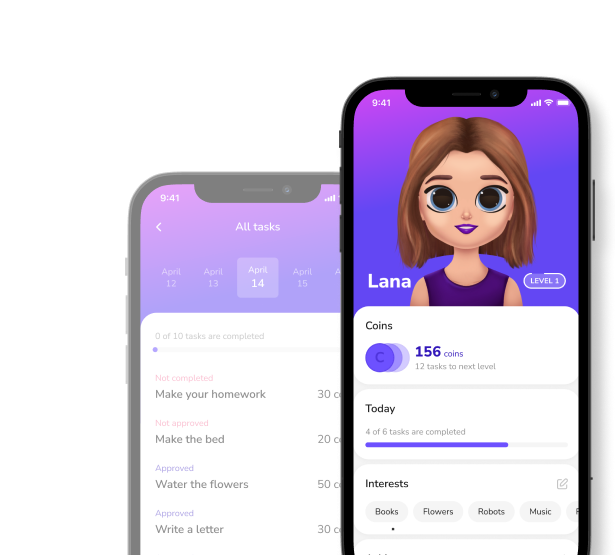 9:41
All tasks
April
12
April
13
April
14
April
15
0 of 10 tasks are completed
Not completed
Make your homework
30
Not approved
Make the bed
20
Approved
Water the flowers
50
Approved
Write a letter
30
9:41
Lana
LEVEL 1
Coins
C
156 coins
12 tasks to next level
Today
4 of 6 tasks are completed
Interests
Books
Flowers
Robots
Music